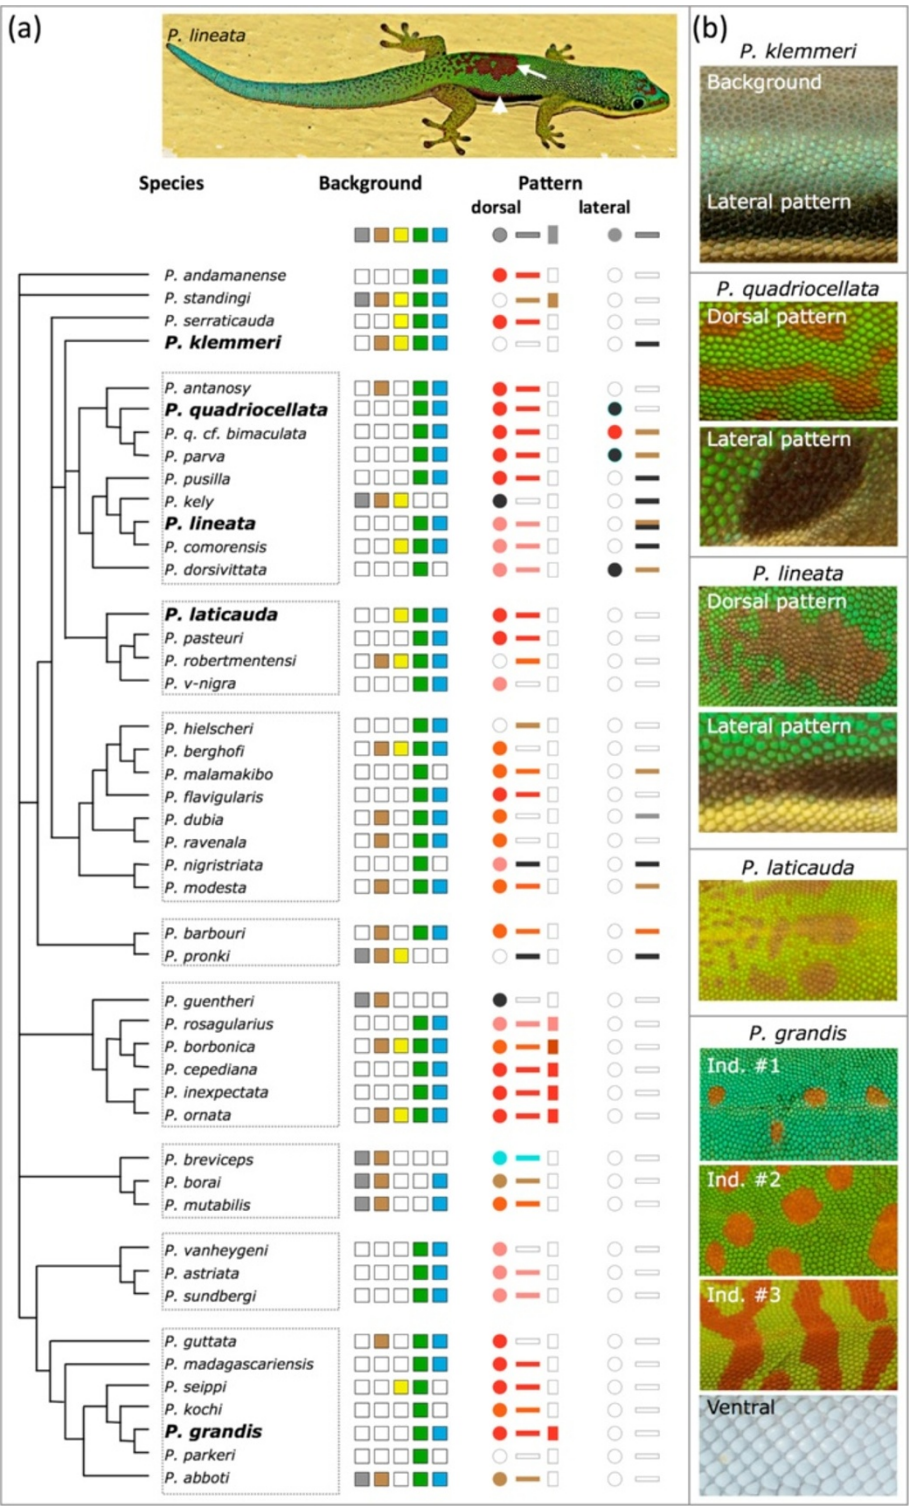 (a)
P. lineata
Species Background Pattern
dorsal lateral
P. andamanense
P. standingi
P. serraticauda
P. klemmeri
P. antanosy
P. quadriocellata
P. q. cf. bimaculata
P. parva
P. pusilla
P. kely
P. lineata
P. comorensis
P. dorsivittata
P. laticauda
P. pasteuri
P. robertmentensi
P. v-nigra
P. hielscheri
P. berghofi
P. malamakibo
P. flavigularis
P. dubia
P. ravenala
P. nigristriata
P. modesta
P. barbouri
P. pronki
P. guentheri
P. rosagularius
P. borbonica
P. cepediana
P. inexpectata
P. ornata
P. breviceps
P. borai
P. mutabilis
P. vanheygeni
P. astriata
P. sundbergi
P. guttata
P. madagascariensis
P. seippi
P. kochi
P. grandis
P. parkeri
P. abboti
(b)
P. klemmeri
Background
Lateral pattern
P. quadriocellata
Dorsal pattern
Lateral pattern
P. lineata
Dorsal pattern
Lateral pattern
P. laticauda
P. grandis
Ind. #1
Ind. #2
Ind. #3
Ventral